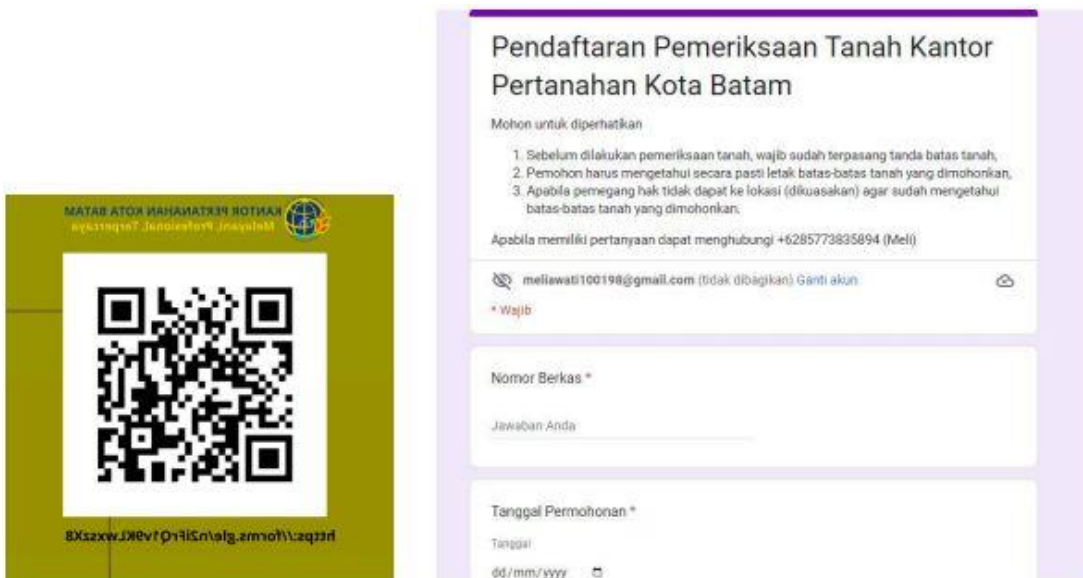 KANTOR PERTANAHAN KOTA BATAM
Melayani, Profesional, Terpercaya
https://forms.gle/n2iFrQ1v9KLwxszX8
Pendaftaran Pemeriksaan Tanah Kantor
Pertanahan Kota Batam
Mohon untuk diperhatikan
1. Sebelum dilakukan pemeriksaan tanah, wajib sudah terpasang tanda batas tanah,
2. Pemohon harus mengetahui secara pasti letak batas-batas tanah yang dimohonkan,
3. Apabila pemegang hak tidak dapat ke lokasi (dikuasakan) agar sudah mengetahui
batas-batas tanah yang dimohonkan.
Apabila memiliki pertanyaan dapat menghubungi +6285773835894 (Meli)
meliawati100198@gmail.com (tidak dibagikan) Ganti akun
* Wajib
Nomor Berkas *
Jawaban Anda
Tanggal Permohonan *
Tanggal
dd/mm/yyyy